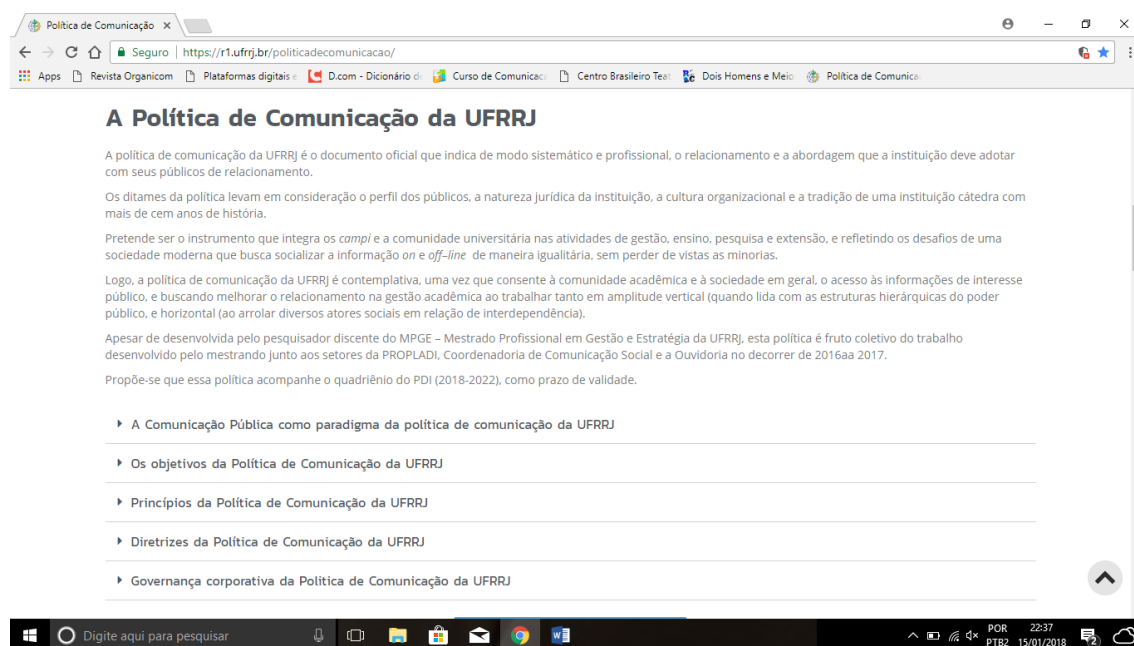 Política de Comunicação
Seguro | https://r1.ufrrj.br/politicadecomunicacao/
Apps Revista Organicom Plataformas digitais e D.com - Dicionário de Curso de Comunicaca Centro Brasileiro Teat Dois Homens e Meio Política de Comunica
A Política de Comunicação da UFRRJ
A política de comunicação da UFRRJ é o documento oficial que indica de modo sistemático e profissional, o relacionamento e a abordagem que a instituição deve adotar
com seus públicos de relacionamento.
Os ditames da política levam em consideração o perfil dos públicos, a natureza jurídica da instituição, a cultura organizacional e a tradição de uma instituição cátedra com
mais de cem anos de história.
Pretende ser o instrumento que integra os campi e a comunidade universitária nas atividades de gestão, ensino, pesquisa e extensão, e refletindo os desafios de uma
sociedade moderna que busca socializar a informação on e off–line de maneira igualitária, sem perder de vistas as minorias.
Logo, a política de comunicação da UFRRJ é contemplativa, uma vez que consente à comunidade acadêmica e à sociedade em geral, o acesso às informações de interesse
público, e buscando melhorar o relacionamento na gestão acadêmica ao trabalhar tanto em amplitude vertical (quando lida com as estruturas hierárquicas do poder
público, e horizontal (ao arrolar diversos atores sociais em relação de interdependência).
Apesar de desenvolvida pelo pesquisador discente do MPGE – Mestrado Profissional em Gestão e Estratégia da UFRRJ, esta política é fruto coletivo do trabalho
desenvolvido pelo mestrando junto aos setores da PROPLADI, Coordenadoria de Comunicação Social e a Ouvidoria no decorrer de 2016aa 2017.
Propõe-se que essa política acompanhe o quadriênio do PDI (2018-2022), como prazo de validade.
A Comunicação Pública como paradigma da política de comunicação da UFRRJ
Os objetivos da Política de Comunicação da UFRRJ
Princípios da Política de Comunicação da UFRRJ
Diretrizes da Política de Comunicação da UFRRJ
Governança corporativa da Politica de Comunicação da UFRRJ
Digite aqui para pesquisar
POR 22:37
PTB2 15/01/2018
2